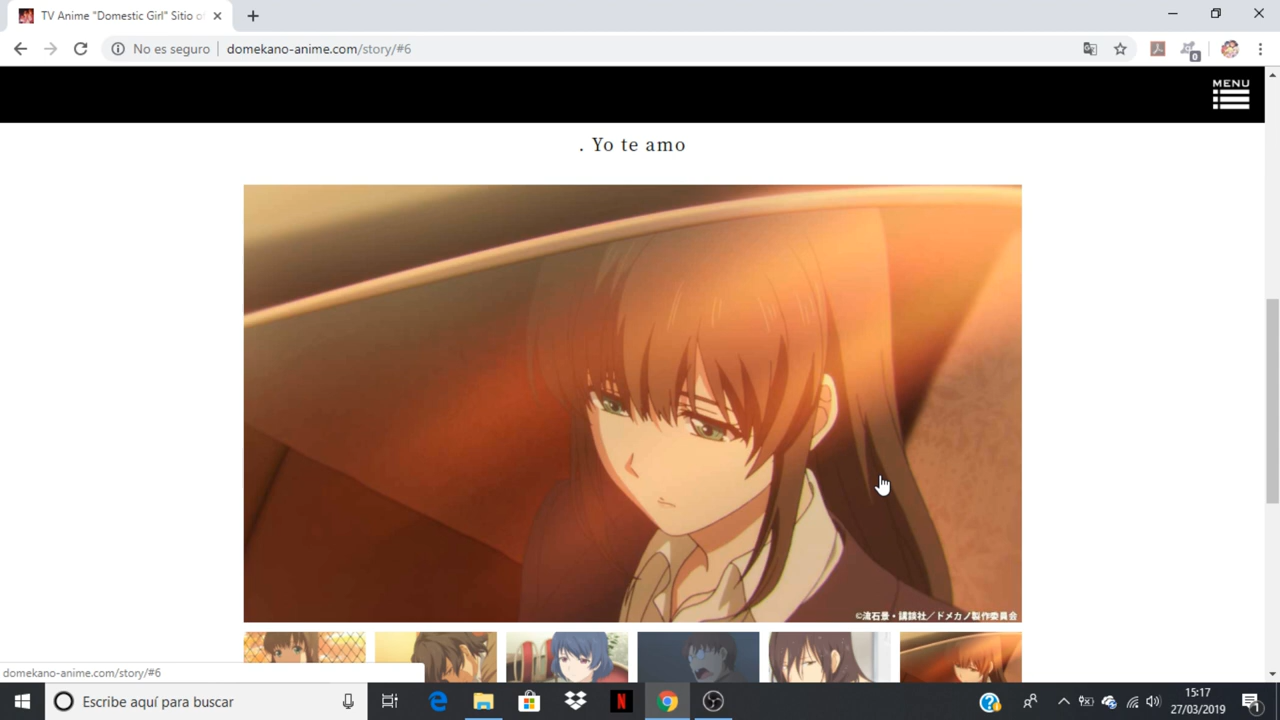 TV Anime "Domestic Girl" Sitio o
No es seguro
domekano-anime.com/story/#6
0
MENU
. Yo te amo
©流石景・講談社／ドメカノ製作委員会
domekano-anime.com/story/#6
Escribe aquí para buscar
15:17
27/03/2019
1